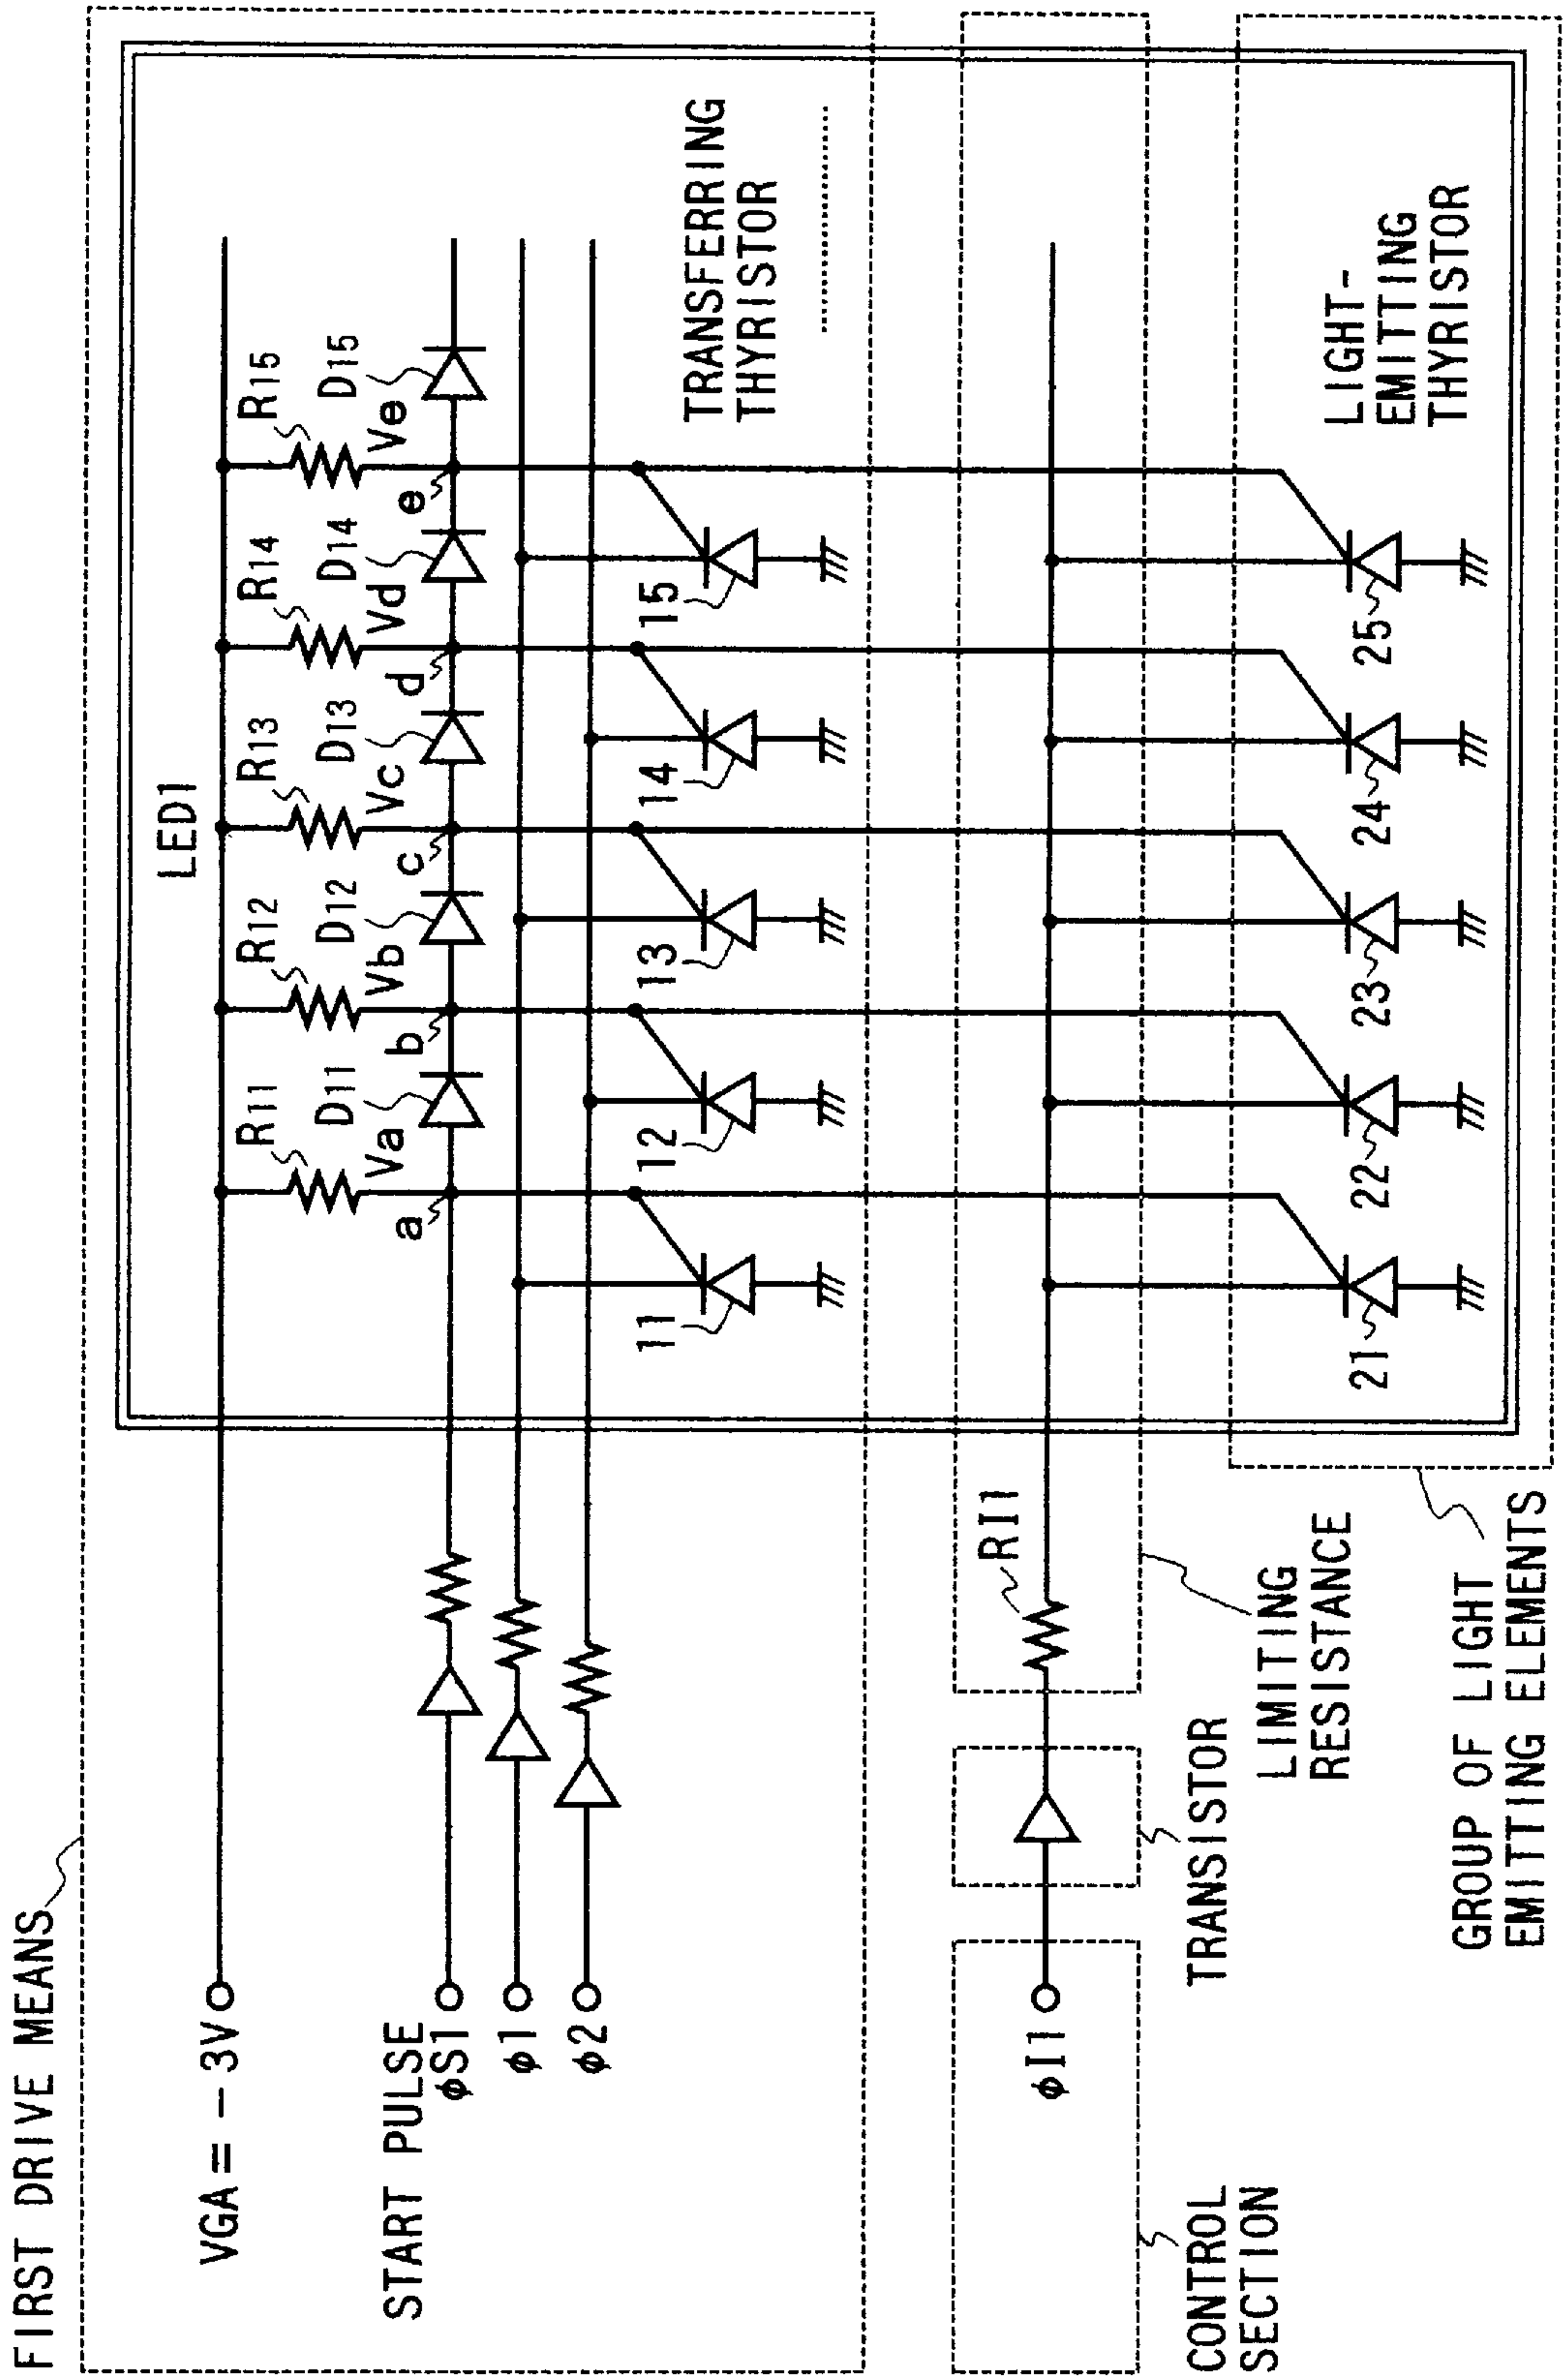 FIRST DRIVE MEANS
VGA = − 3V
LED1
R11
R12
R13
R14
R15
D11
D12
D13
D14
D15
Va
Vb
Vc
Vd
Ve
a
b
c
d
e
START PULSE
φS1
φ1
φ2
TRANSFERRING
THYRISTOR
11
12
13
14
15
φI1
RI1
CONTROL
SECTION
TRANSISTOR
LIMITING
RESISTANCE
LIGHT-
EMITTING
THYRISTOR
21
22
23
24
25
GROUP OF LIGHT
EMITTING ELEMENTS